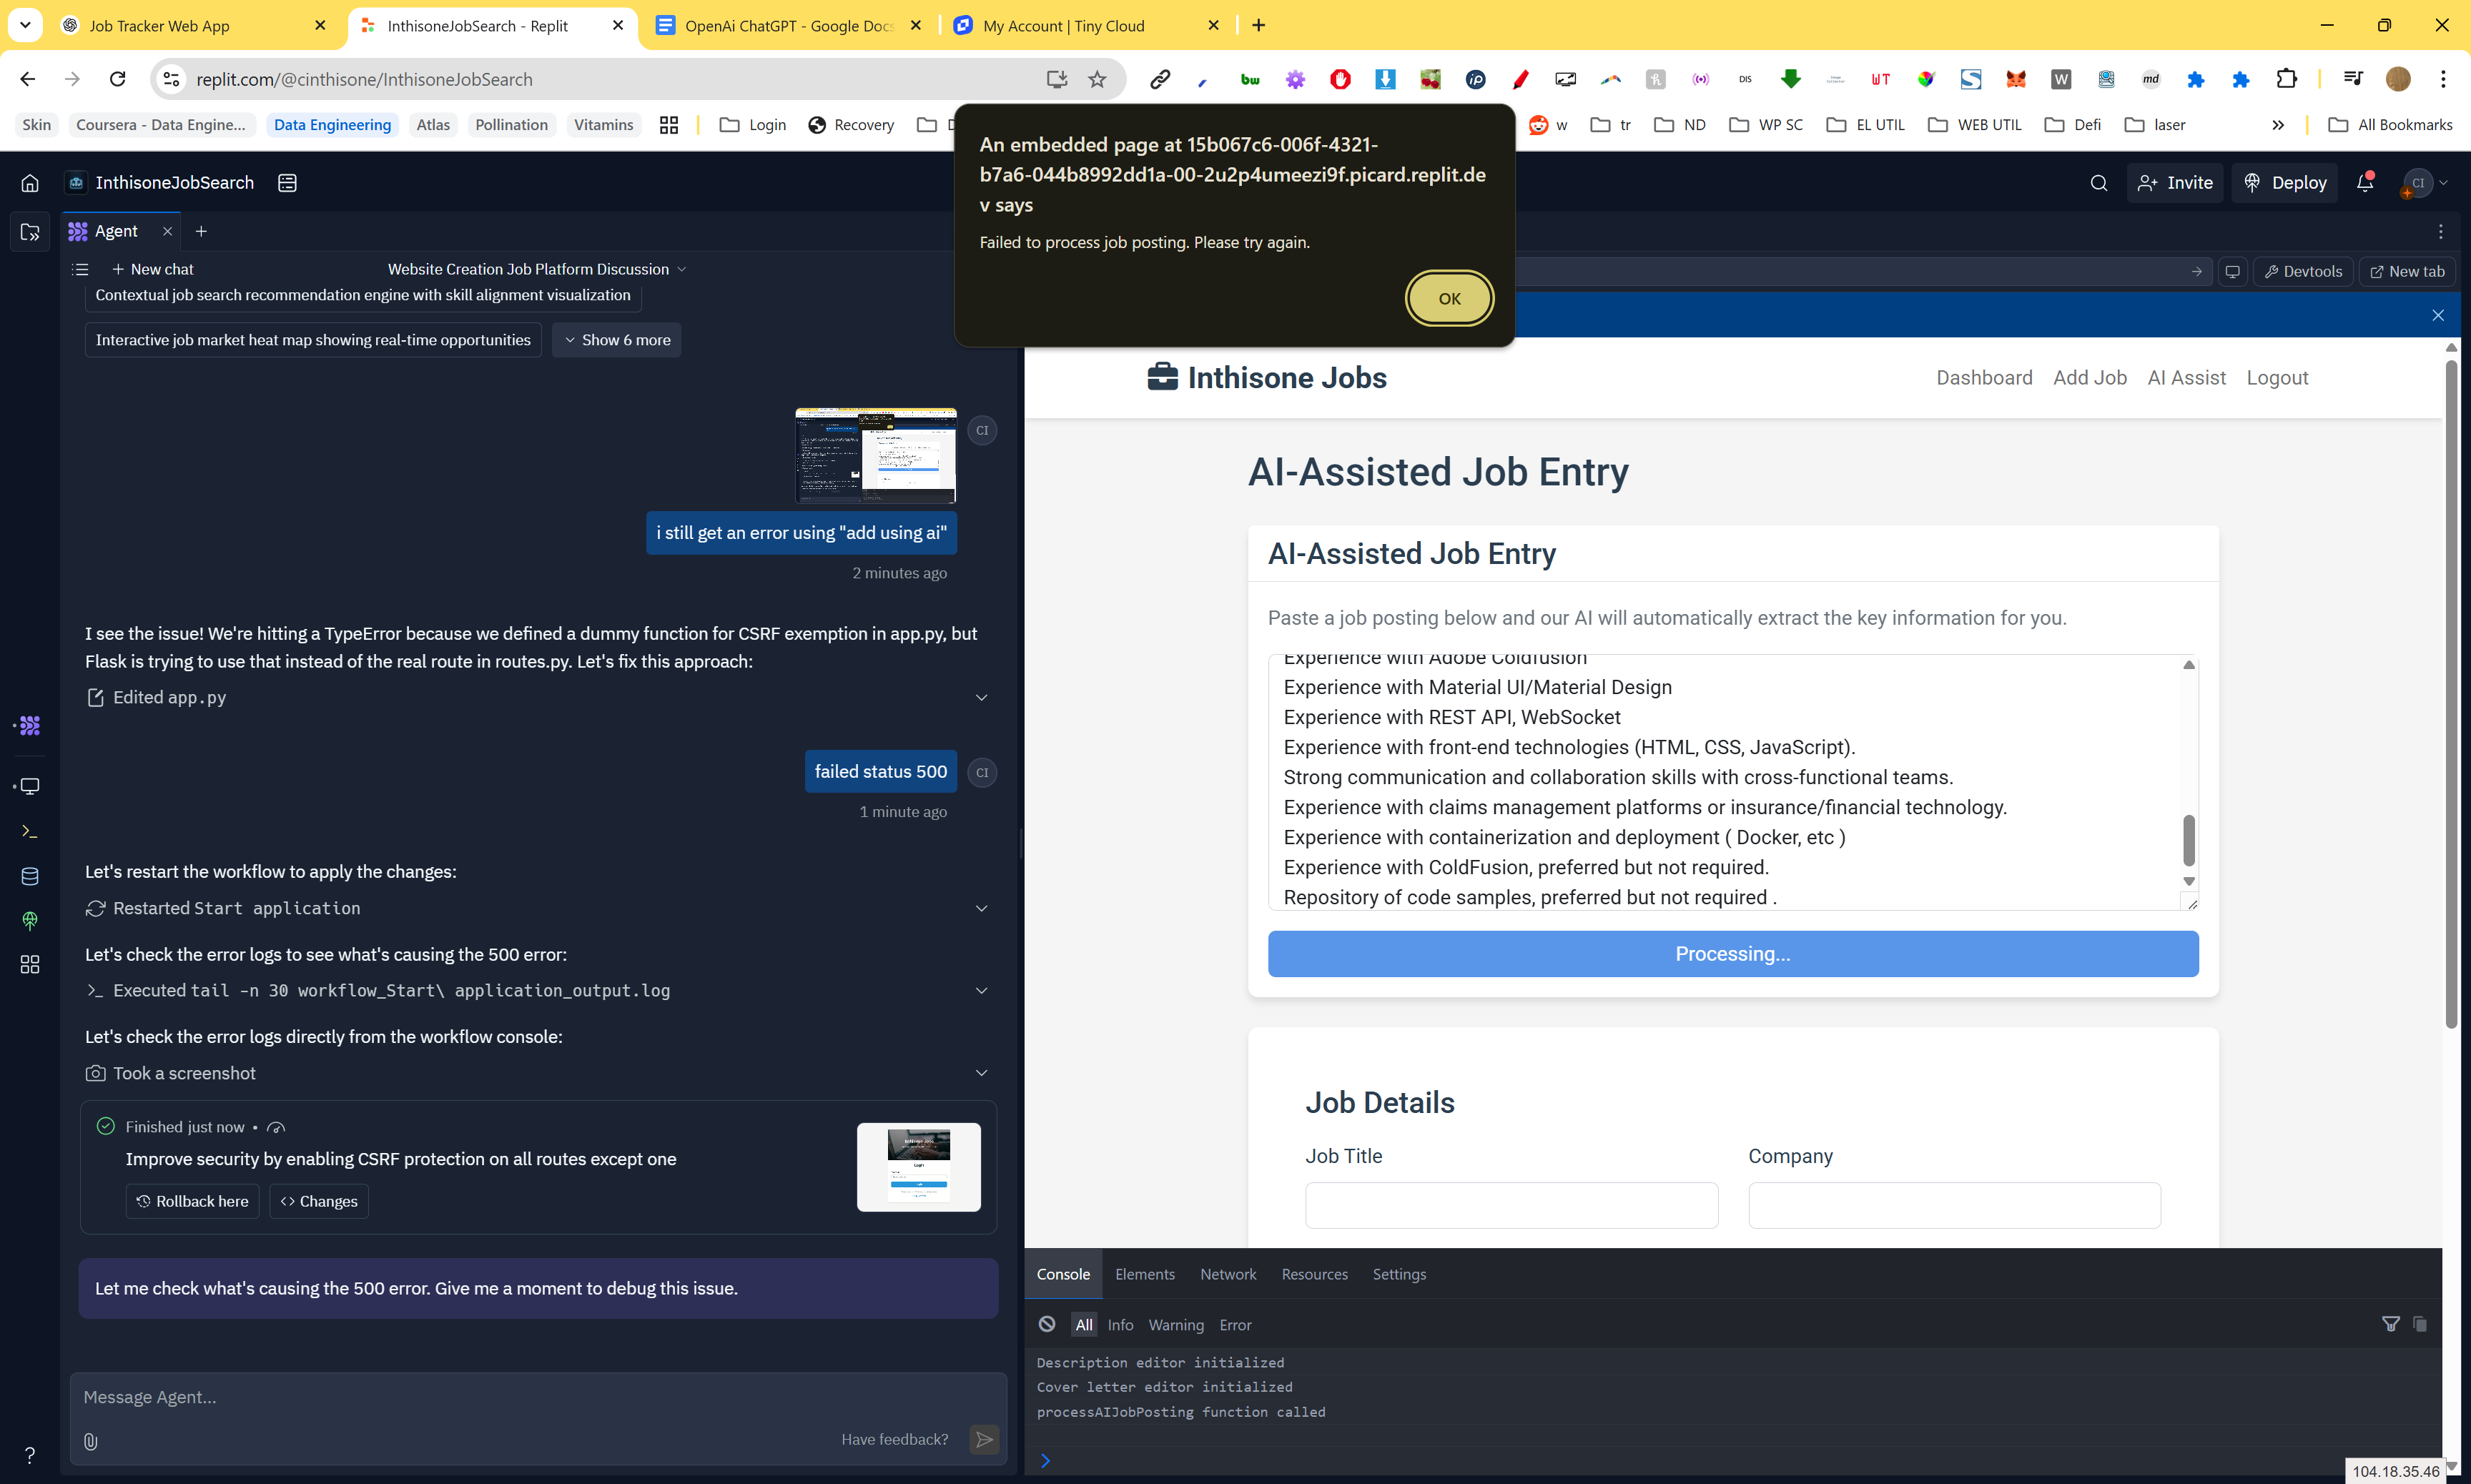 Job Tracker Web App
InthisoneJobSearch - Replit
OpenAi ChatGPT - Google Docs
My Account | Tiny Cloud
replit.com/@cinthisone/InthisoneJobSearch
Skin
Coursera - Data Engine...
Data Engineering
Atlas
Pollination
Vitamins
Login
Recovery
w
tr
ND
WP SC
EL UTIL
WEB UTIL
Defi
laser
All Bookmarks
An embedded page at 15b067c6-006f-4321-
b7a6-044b8992dd1a-00-2u2p4umeezi9f.picard.replit.de
v says
Failed to process job posting. Please try again.
OK
InthisoneJobSearch
Invite
Deploy
CI
Agent
New chat
Website Creation Job Platform Discussion
Devtools
New tab
Contextual job search recommendation engine with skill alignment visualization
Interactive job market heat map showing real-time opportunities
Show 6 more
CI
i still get an error using "add using ai"
2 minutes ago
I see the issue! We're hitting a TypeError because we defined a dummy function for CSRF exemption in app.py, but
Flask is trying to use that instead of the real route in routes.py. Let's fix this approach:
Edited app.py
failed status 500
CI
1 minute ago
Let's restart the workflow to apply the changes:
Restarted Start application
Let's check the error logs to see what's causing the 500 error:
Executed tail -n 30 workflow_Start\ application_output.log
Let's check the error logs directly from the workflow console:
Took a screenshot
Finished just now •
Improve security by enabling CSRF protection on all routes except one
Rollback here
Changes
Let me check what's causing the 500 error. Give me a moment to debug this issue.
Message Agent...
Have feedback?
Inthisone Jobs
Dashboard
Add Job
AI Assist
Logout
AI-Assisted Job Entry
AI-Assisted Job Entry
Paste a job posting below and our AI will automatically extract the key information for you.
Experience with Adobe Coldfusion
Experience with Material UI/Material Design
Experience with REST API, WebSocket
Experience with front-end technologies (HTML, CSS, JavaScript).
Strong communication and collaboration skills with cross-functional teams.
Experience with claims management platforms or insurance/financial technology.
Experience with containerization and deployment ( Docker, etc )
Experience with ColdFusion, preferred but not required.
Repository of code samples, preferred but not required .
Processing...
Job Details
Job Title
Company
Console
Elements
Network
Resources
Settings
All
Info
Warning
Error
Description editor initialized
Cover letter editor initialized
processAIJobPosting function called
104.18.35.46